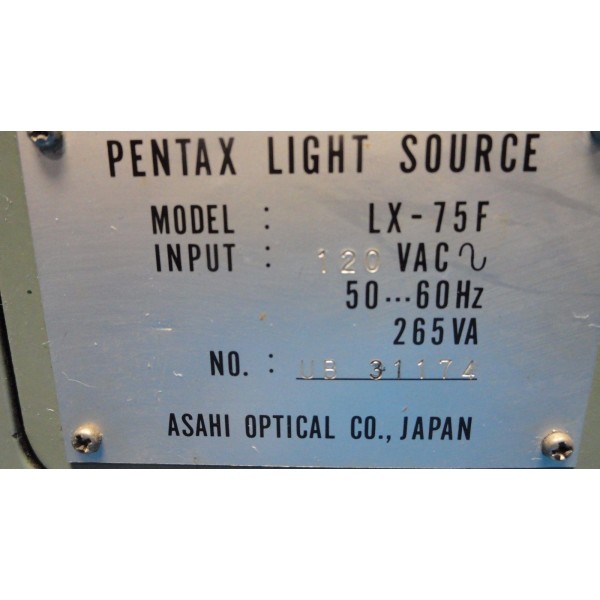 PENTAX LIGHT SOURCE
MODEL : LX-75F
INPUT : 120 VAC∿
50···60Hz
265VA
NO. : UB 31174
ASAHI OPTICAL CO., JAPAN